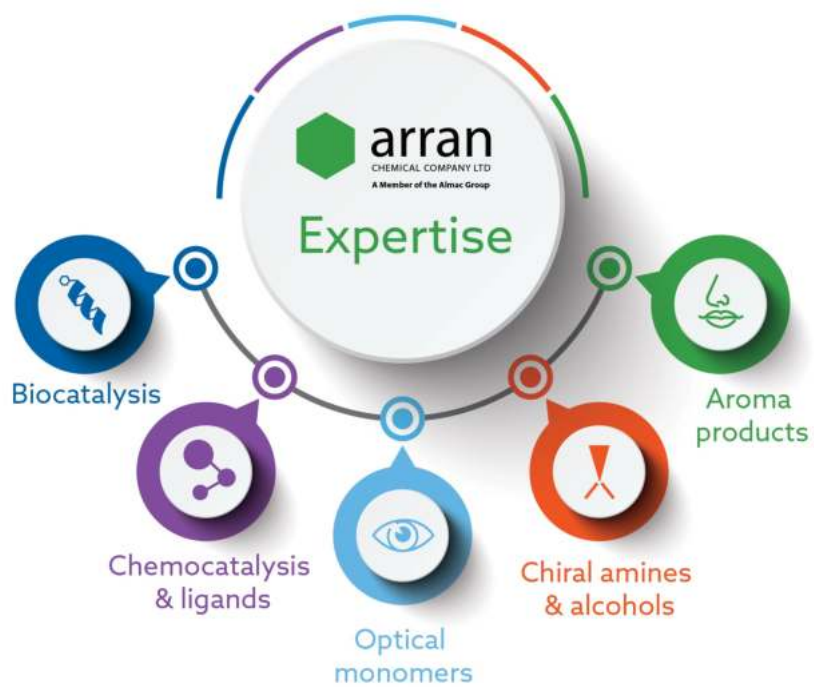 arran
CHEMICAL COMPANY LTD
A Member of the Almac Group
Expertise
Biocatalysis
Chemocatalysis
& ligands
Optical
monomers
Chiral amines
& alcohols
Aroma
products